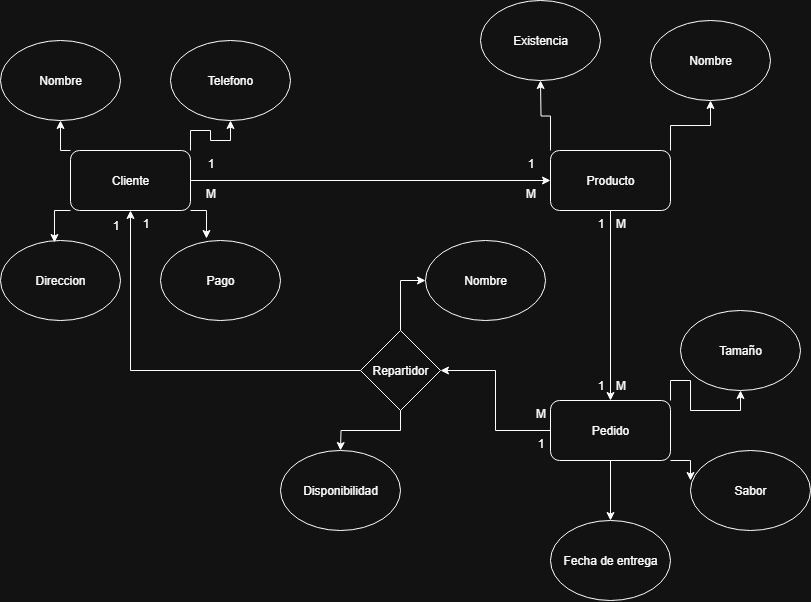 Existencia
Nombre
Nombre
Telefono
1
1
Cliente
Producto
M
M
1
1
1
M
Direccion
Pago
Nombre
Tamaño
Repartidor
1
M
M
Pedido
1
Disponibilidad
Sabor
Fecha de entrega